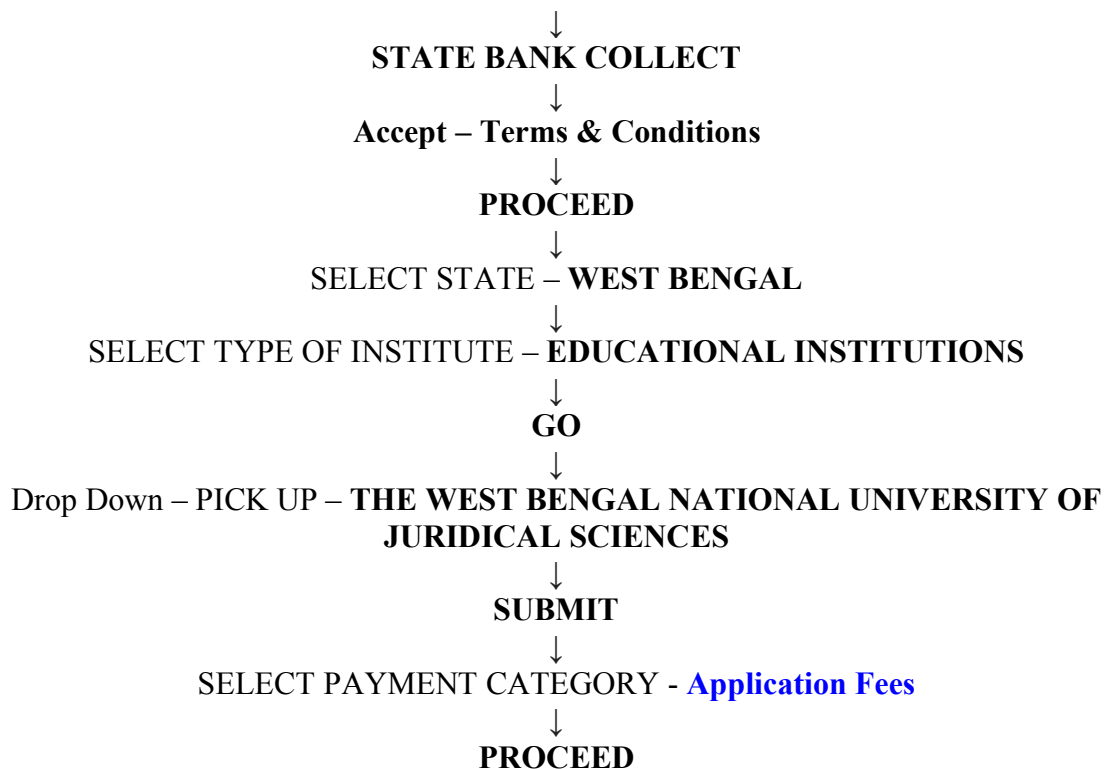 ↓
STATE BANK COLLECT
↓
Accept – Terms & Conditions
↓
PROCEED
↓
SELECT STATE – WEST BENGAL
↓
SELECT TYPE OF INSTITUTE – EDUCATIONAL INSTITUTIONS
↓
GO
↓
Drop Down – PICK UP – THE WEST BENGAL NATIONAL UNIVERSITY OF
JURIDICAL SCIENCES
↓
SUBMIT
↓
SELECT PAYMENT CATEGORY - Application Fees
↓
PROCEED